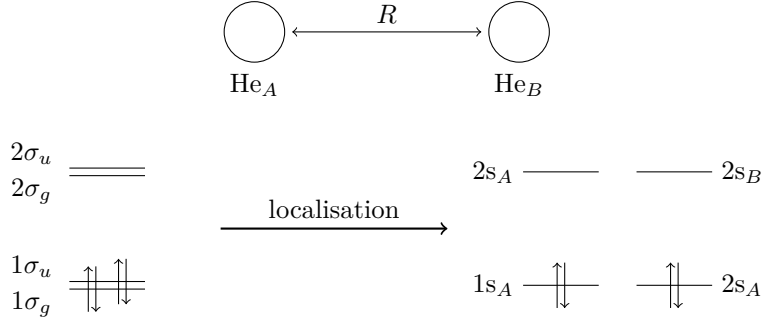 R
He_A He_B
2σ_u
2σ_g
2s_A 2s_B
localisation
1σ_u
1σ_g
1s_A 2s_A